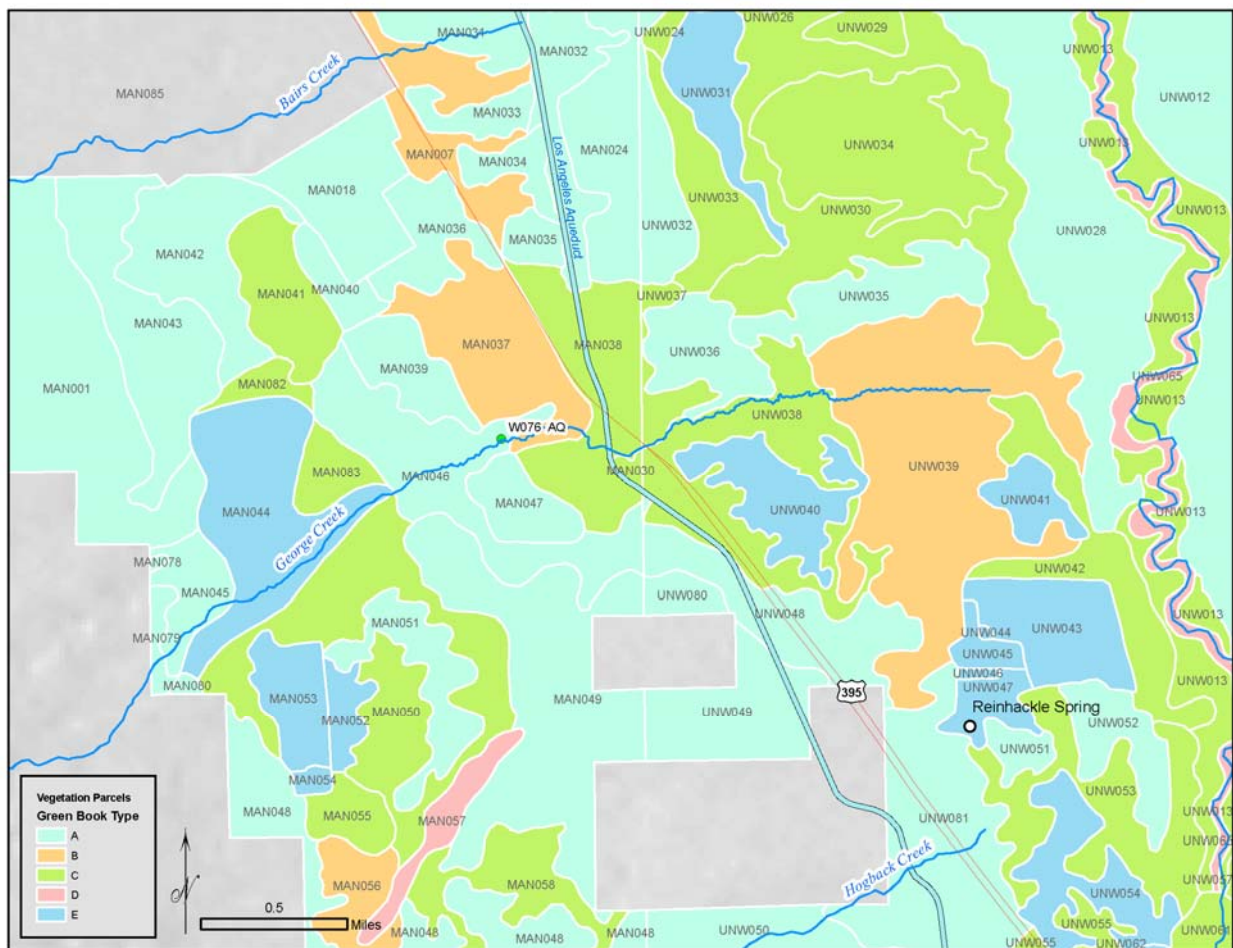 MAN034
MAN032
UNW024
UNW026
UNW029
UNW013
UNW012
MAN085
Bairs Creek
UNW031
MAN033
Los Angeles Aqueduct
MAN007
MAN034
MAN024
UNW034
UNW013
MAN018
UNW033
UNW030
UNW013
MAN036
MAN035
UNW032
UNW028
MAN042
MAN041
MAN040
UNW037
UNW035
MAN043
UNW013
MAN037
MAN038
UNW036
MAN039
MAN001
MAN082
UNW065
UNW013
UNW038
W076 AQ
MAN083
MAN046
MAN030
UNW039
MAN047
UNW041
MAN044
UNW040
UNW013
George Creek
MAN078
UNW042
MAN045
UNW080
UNW048
UNW013
MAN051
UNW044
UNW043
MAN079
UNW045
MAN080
UNW046
UNW013
395
UNW047
MAN053
MAN049
MAN050
Reinhackle Spring
MAN052
UNW049
UNW052
UNW051
MAN054
UNW053
MAN048
MAN055
MAN057
UNW081
UNW013
Vegetation Parcels
Green Book Type
A
B
C
D
E
N
0.5
Miles
Hogback Creek
MAN058
MAN056
UNW057
UNW054
UNW055
MAN048
MAN048
MAN048
UNW050
UNW055
UNW062
UNW061